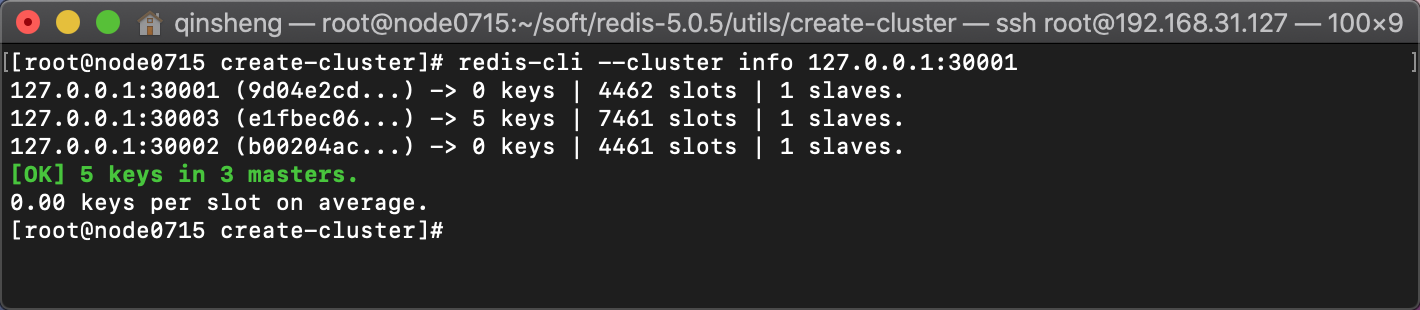 qinsheng — root@node0715:~/soft/redis-5.0.5/utils/create-cluster — ssh root@192.168.31.127 — 100×9
[[root@node0715 create-cluster]# redis-cli --cluster info 127.0.0.1:30001 ]
127.0.0.1:30001 (9d04e2cd...) -> 0 keys | 4462 slots | 1 slaves.
127.0.0.1:30003 (e1fbec06...) -> 5 keys | 7461 slots | 1 slaves.
127.0.0.1:30002 (b00204ac...) -> 0 keys | 4461 slots | 1 slaves.
[OK] 5 keys in 3 masters.
0.00 keys per slot on average.
[root@node0715 create-cluster]#